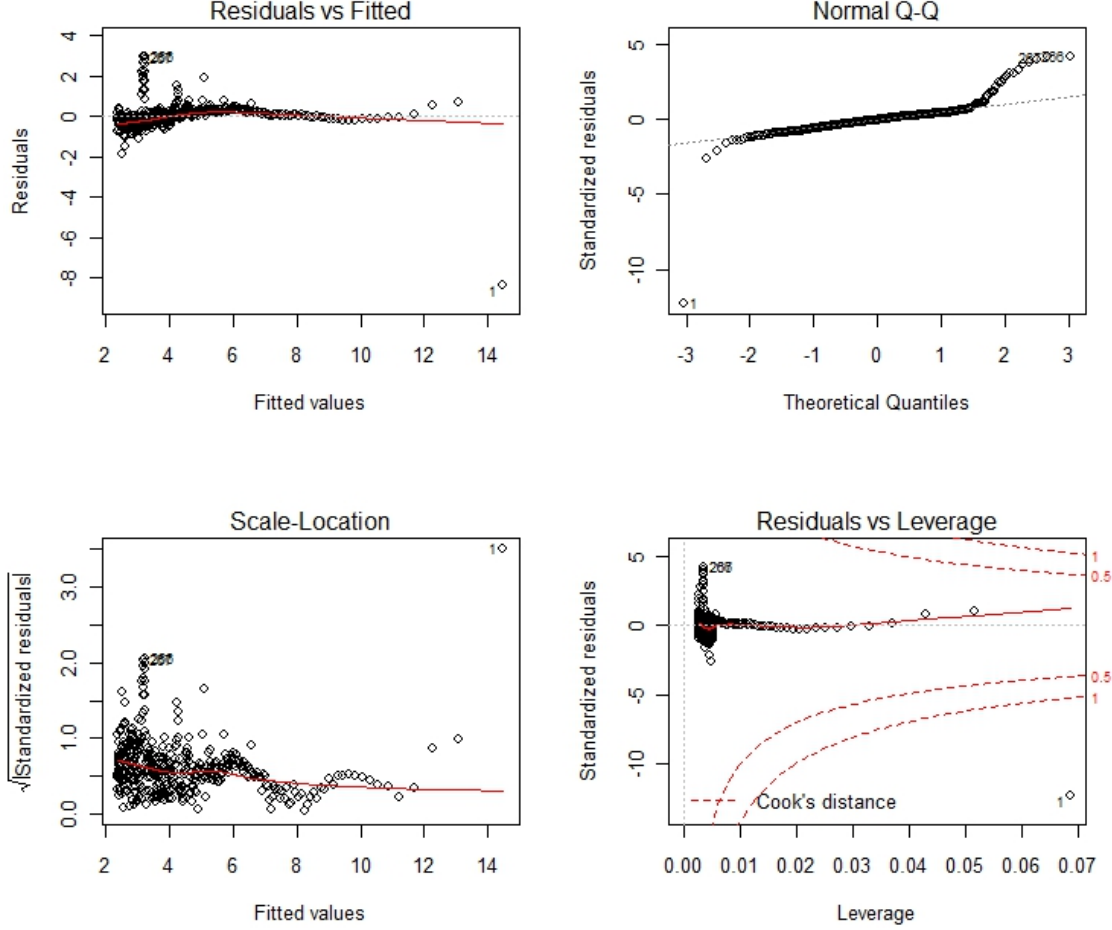 Residuals vs Fitted
Residuals
4
2
0
-2
-4
-6
-8
1
2 4 6 8 10 12 14
Fitted values
Normal Q-Q
Standardized residuals
5
0
-5
-10
1
-3 -2 -1 0 1 2 3
Theoretical Quantiles
Scale-Location
√|Standardized residuals|
3.0
2.0
1.0
0.0
1
2 4 6 8 10 12 14
Fitted values
Residuals vs Leverage
Standardized residuals
5
0
-5
-10
1
0.5
0.5
1
1
Cook's distance
0.00 0.01 0.02 0.03 0.04 0.05 0.06 0.07
Leverage